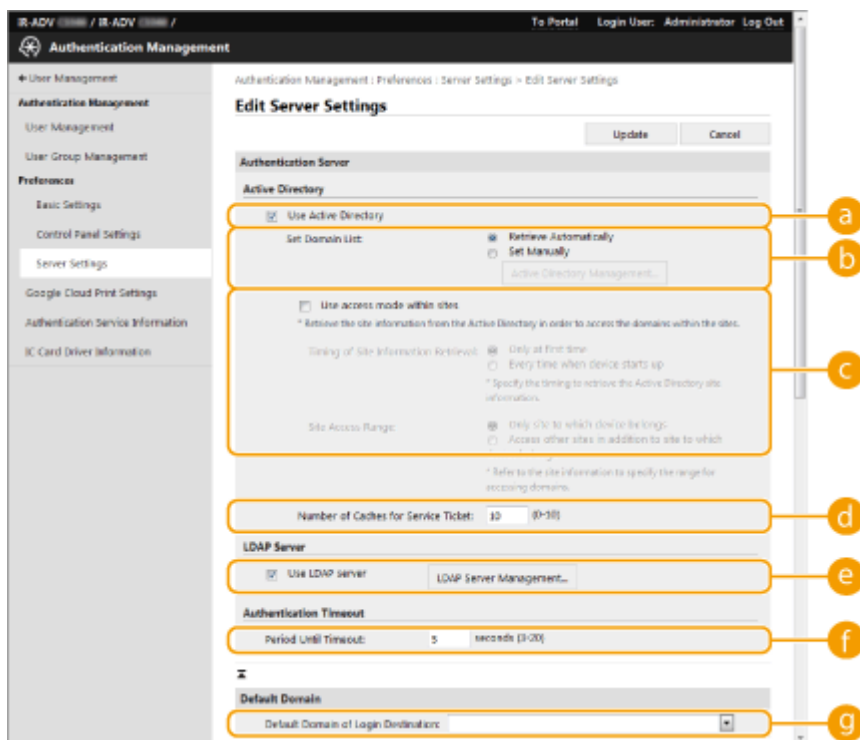 iR-ADV / iR-ADV /
To Portal Login User: Administrator Log Out
Authentication Management
User Management
Authentication Management
User Management
User Group Management
Preferences
Basic Settings
Control Panel Settings
Server Settings
Google Cloud Print Settings
Authentication Service Information
IC Card Driver Information
Authentication Management : Preferences : Server Settings > Edit Server Settings
Edit Server Settings
Update Cancel
Authentication Server
Active Directory
Use Active Directory
a
Set Domain List: Retrieve Automatically
Set Manually
Active Directory Management...
b
Use access mode within sites
* Retrieve the site information from the Active Directory in order to access the domains within the sites.
Timing of Site Information Retrieval: Only at first time
Every time when device starts up
* Specify the timing to retrieve the Active Directory site
information.
c
Site Access Range: Only site to which device belongs
Access other sites in addition to site to which
* Refer to the site information to specify the range for
accessing domains.
Number of Caches for Service Ticket: 10 (0-10)
d
LDAP Server
Use LDAP server LDAP Server Management...
e
Authentication Timeout
Period Until Timeout: 5 seconds (3-20)
f
Default Domain
Default Domain of Login Destination:
g